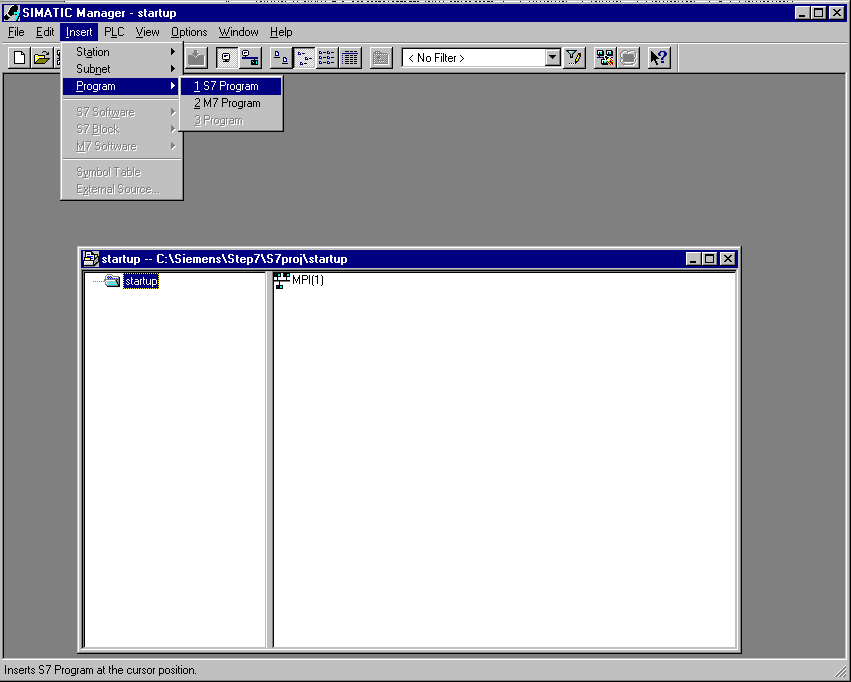 SIMATIC Manager - startup
File Edit Insert PLC View Options Window Help
< No Filter >
Station
Subnet
Program
S7 Software
S7 Block
M7 Software
Symbol Table
External Source...
1 S7 Program
2 M7 Program
3 Program
startup -- C:\Siemens\Step7\S7proj\startup
startup
MPI(1)
Inserts S7 Program at the cursor position.